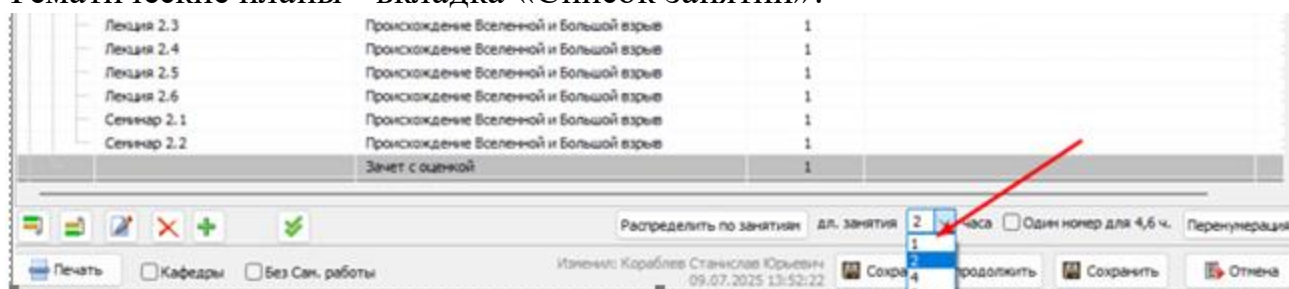 Тематические планы - вкладка «Список занятий».
Лекция 2.3 Происхождение Вселенной и Большой взрыв 1
Лекция 2.4 Происхождение Вселенной и Большой взрыв 1
Лекция 2.5 Происхождение Вселенной и Большой взрыв 1
Лекция 2.6 Происхождение Вселенной и Большой взрыв 1
Семинар 2.1 Происхождение Вселенной и Большой взрыв 1
Семинар 2.2 Происхождение Вселенной и Большой взрыв 1
Зачет с оценкой 1
Распределить по занятиям дл. занятия 2 часа Один номер для 4,6 ч. Перенумерация
1
2
4
Печать Кафедры Без Сам. работы Изменил: Кораблев Станислав Юрьевич Сохра продолжить Сохранить Отмена
09.07.2025 13:52:22